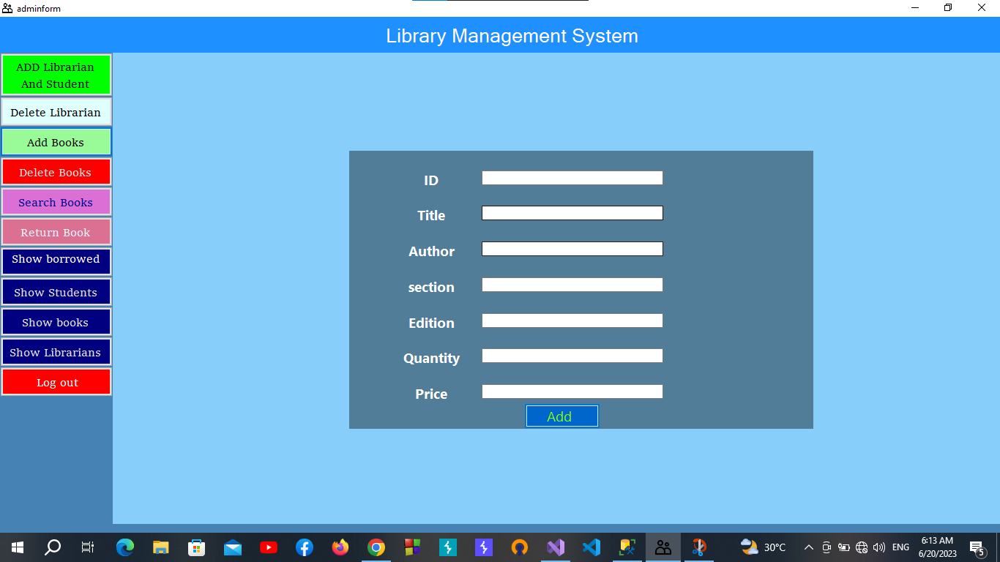 adminform
Library Management System
ADD Librarian
And Student
Delete Librarian
Add Books
Delete Books
Search Books
Return Book
Show borrowed
Show Students
Show books
Show Librarians
Log out
ID
Title
Author
section
Edition
Quantity
Price
Add
30°C
ENG
6:13 AM
6/20/2023
5